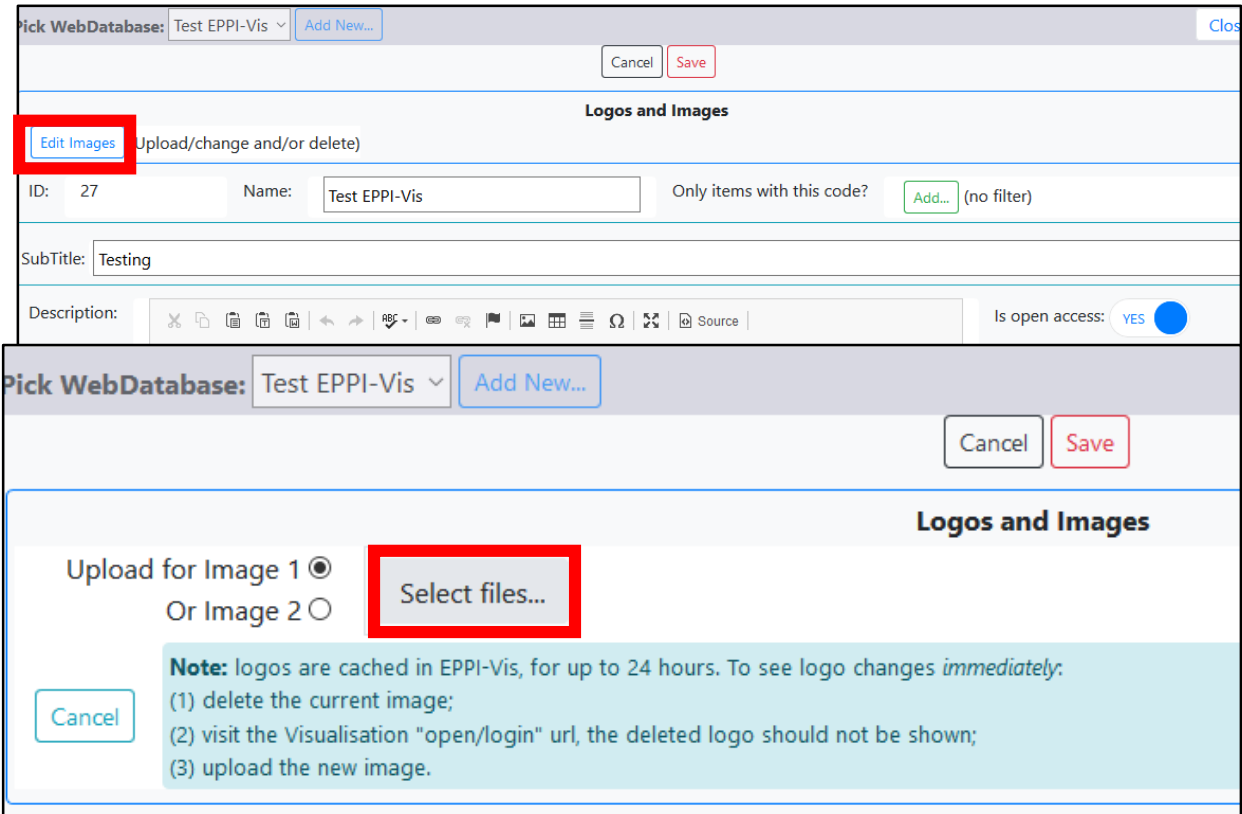 Pick WebDatabase: Test EPPI-Vis Add New... Clos
Cancel Save
Logos and Images
Edit Images Upload/change and/or delete)
ID: 27 Name: Test EPPI-Vis Only items with this code? Add... (no filter)
SubTitle: Testing
Description: ABC Ω Source Is open access: YES
Pick WebDatabase: Test EPPI-Vis Add New...
Cancel Save
Logos and Images
Upload for Image 1
Select files...
Or Image 2
Note: logos are cached in EPPI-Vis, for up to 24 hours. To see logo changes immediately:
(1) delete the current image;
Cancel
(2) visit the Visualisation "open/login" url, the deleted logo should not be shown;
(3) upload the new image.